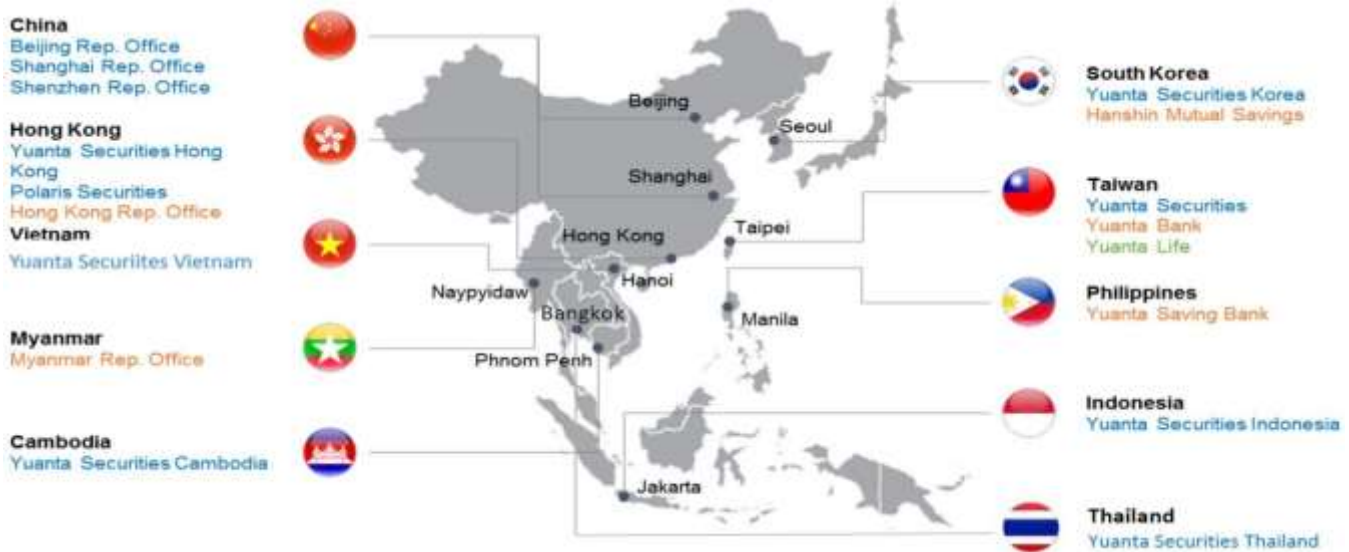 China
Beijing Rep. Office
Shanghai Rep. Office
Shenzhen Rep. Office
Hong Kong
Yuanta Securities Hong
Kong
Polaris Securities
Hong Kong Rep. Office
Vietnam
Yuanta Securiites Vietnam
Myanmar
Myanmar Rep. Office
Cambodia
Yuanta Securities Cambodia
Beijing
Seoul
Shanghai
Taipei
Hong Kong
Hanoi
Naypyidaw
Bangkok
Manila
Phnom Penh
Jakarta
South Korea
Yuanta Securities Korea
Hanshin Mutual Savings
Taiwan
Yuanta Securities
Yuanta Bank
Yuanta Life
Philippines
Yuanta Saving Bank
Indonesia
Yuanta Securities Indonesia
Thailand
Yuanta Securities Thailand